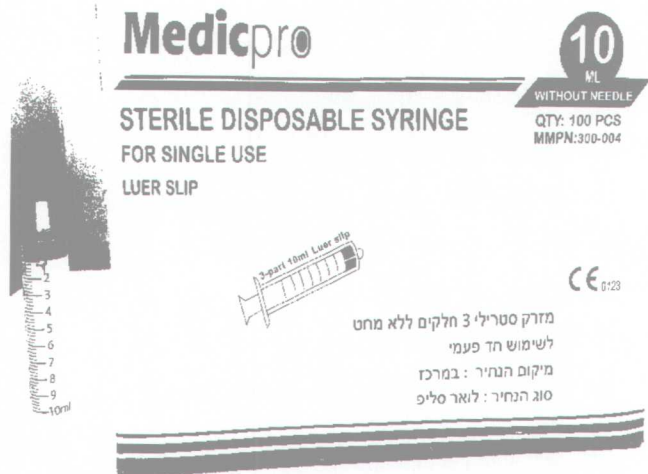 Medicpro
10
ML
WITHOUT NEEDLE
QTY: 100 PCS
MMPN:300-004
STERILE DISPOSABLE SYRINGE
FOR SINGLE USE
LUER SLIP
3-part 10ml Luer slip
CE 0123
מזרק סטרילי 3 חלקים ללא מחט
לשימוש חד פעמי
מיקום הנחיר : במרכז
סוג הנחיר : לואר סליפ
2
3
4
5
6
7
8
9
10ml